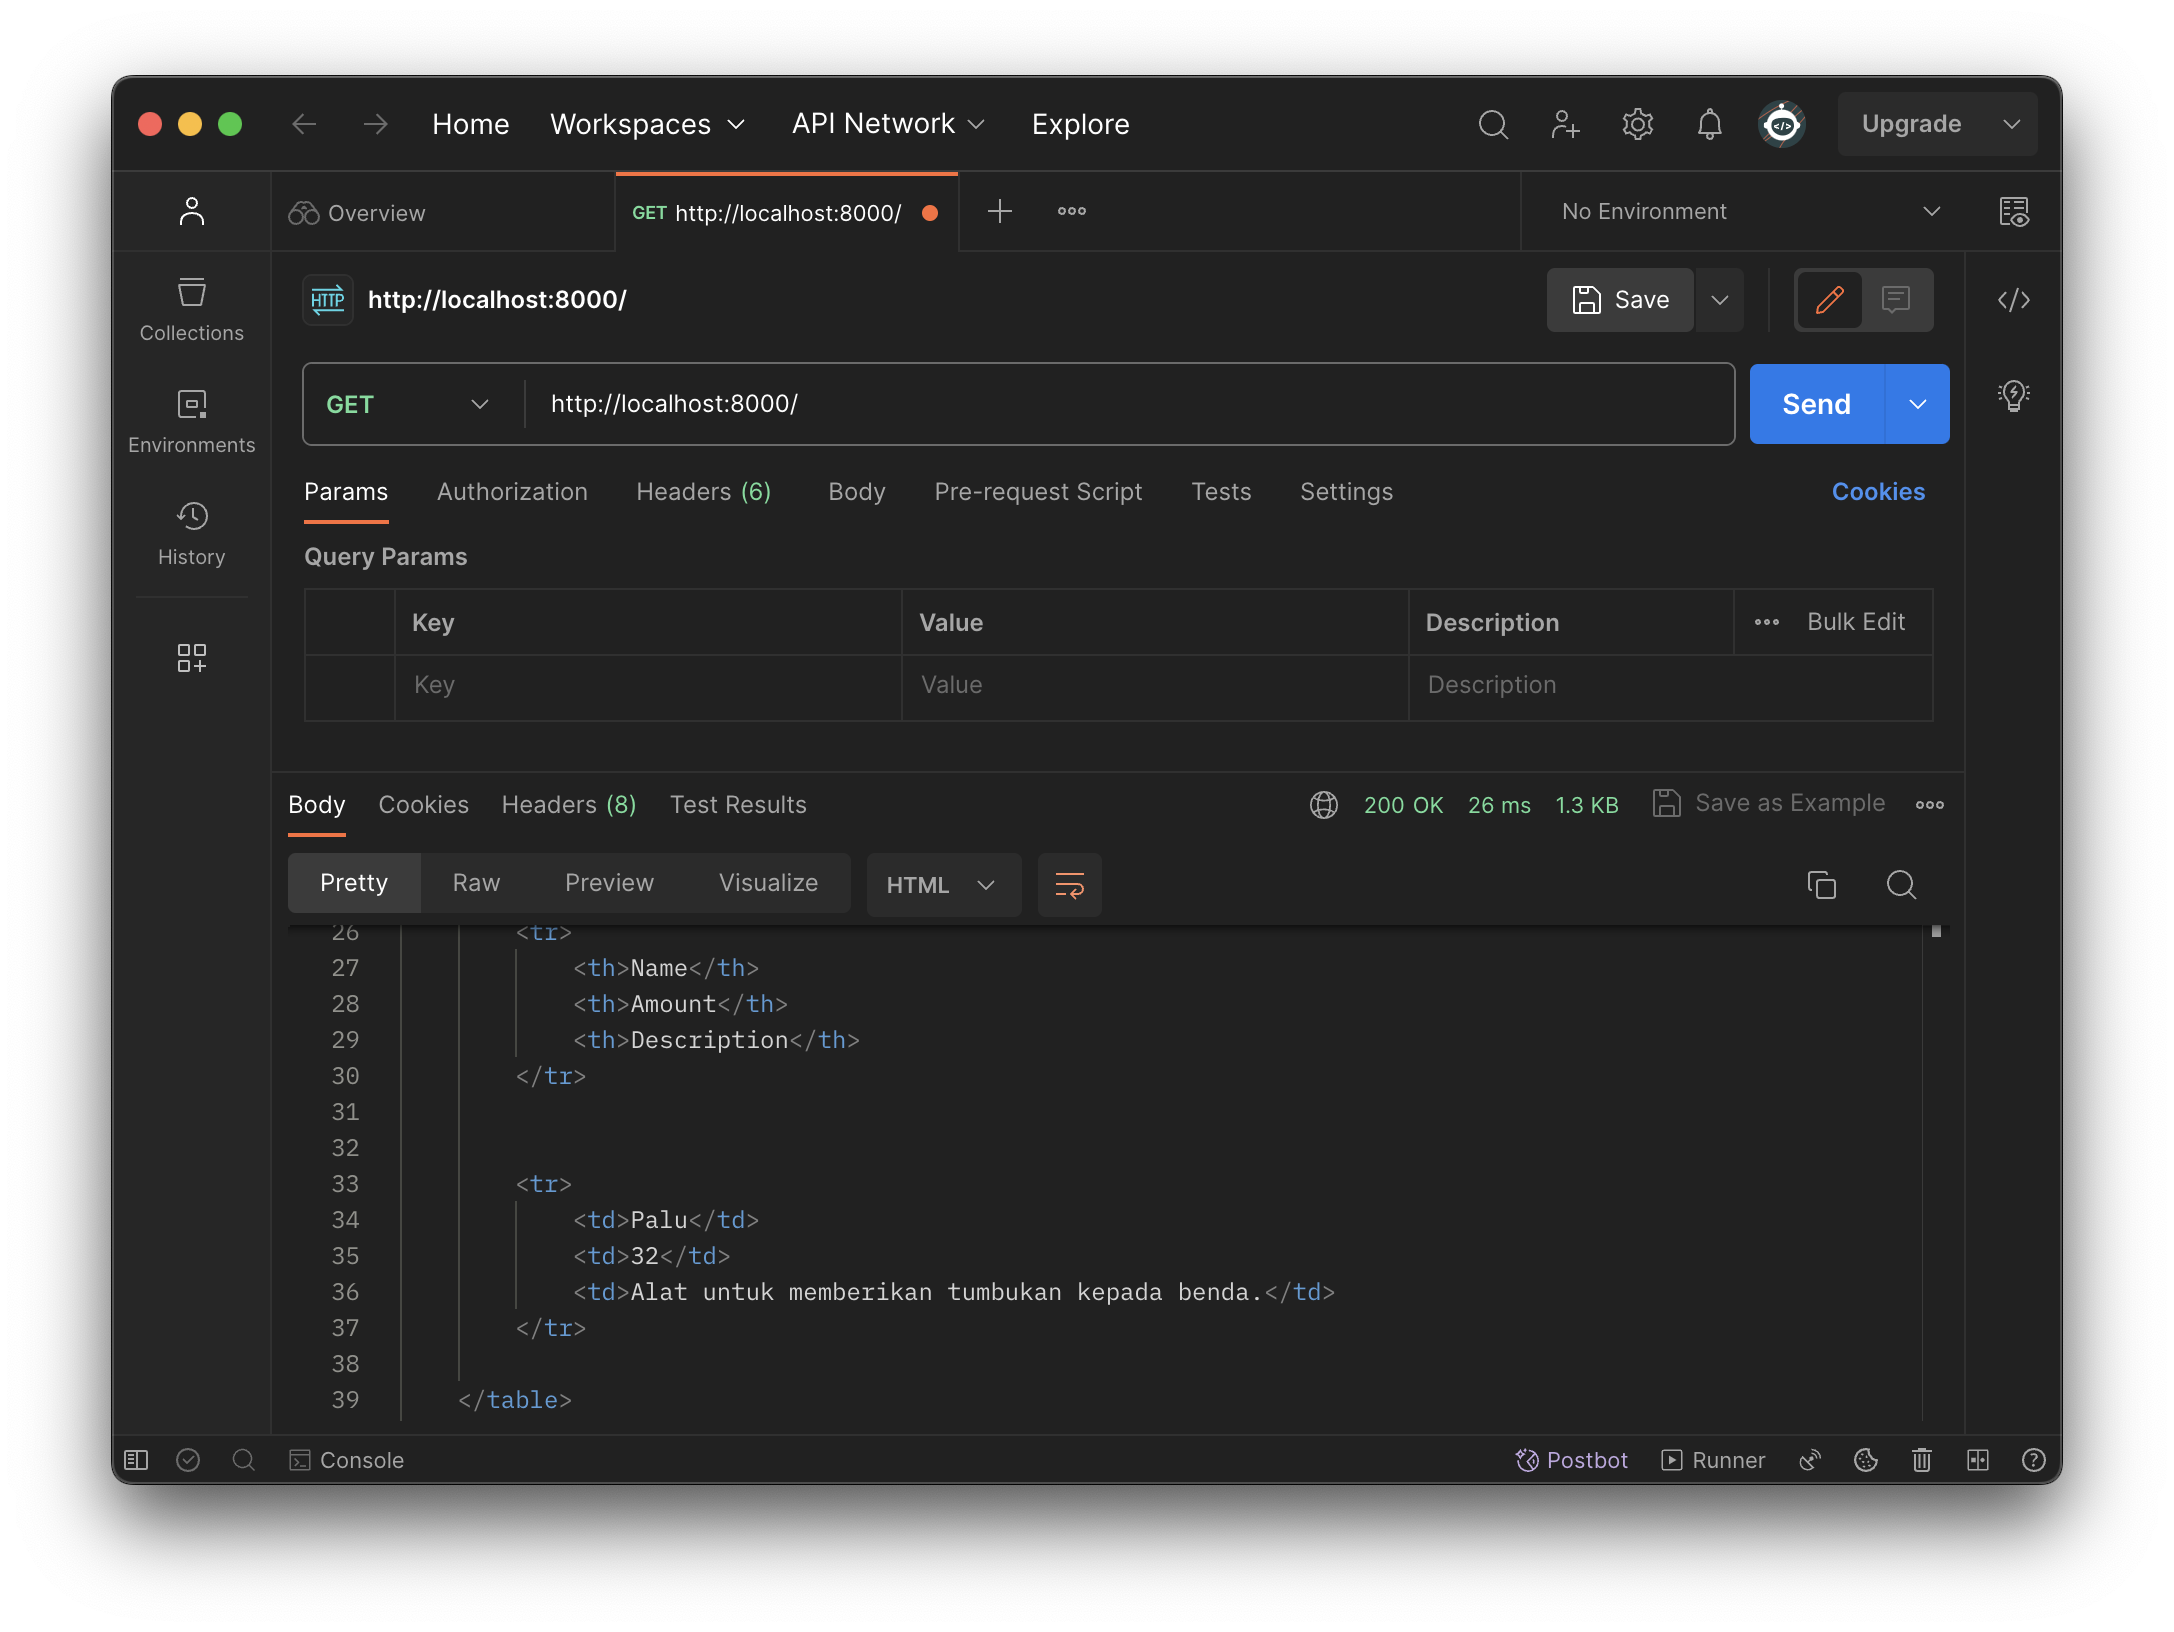 Home Workspaces API Network Explore Upgrade
Overview GET http://localhost:8000/ No Environment
HTTP http://localhost:8000/ Save
Collections
GET http://localhost:8000/ Send
Environments
Params Authorization Headers (6) Body Pre-request Script Tests Settings Cookies
History
Query Params
Key Value Description Bulk Edit
Key Value Description
Body Cookies Headers (8) Test Results 200 OK 26 ms 1.3 KB Save as Example
Pretty Raw Preview Visualize HTML
26 <tr>
27 <th>Name</th>
28 <th>Amount</th>
29 <th>Description</th>
30 </tr>
31
32
33 <tr>
34 <td>Palu</td>
35 <td>32</td>
36 <td>Alat untuk memberikan tumbukan kepada benda.</td>
37 </tr>
38
39 </table>
Console Postbot Runner